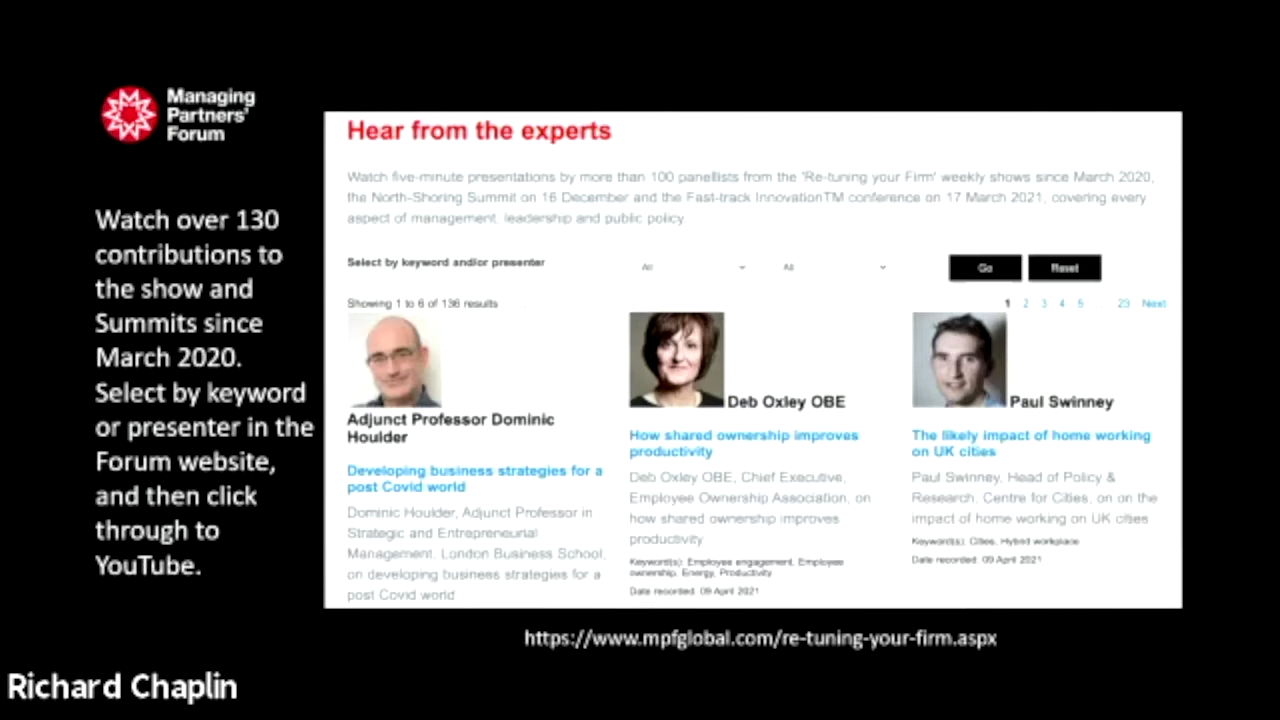 Managing
Partners'
Forum
Watch over 130
contributions to
the show and
Summits since
March 2020.
Select by keyword
or presenter in the
Forum website,
and then click
through to
YouTube.
Hear from the experts
Watch five-minute presentations by more than 100 panellists from the 'Re-tuning your Firm' weekly shows since March 2020,
the North-Shoring Summit on 16 December and the Fast-track InnovationTM conference on 17 March 2021, covering every
aspect of management, leadership and public policy
Select by keyword and/or presenter
All
All
Go
Reset
Showing 1 to 6 of 136 results
1 2 3 4 5 ... 23 Next
Adjunct Professor Dominic
Houlder
Developing business strategies for a
post Covid world
Dominic Houlder, Adjunct Professor in
Strategic and Entrepreneurial
Management, London Business School,
on developing business strategies for a
post Covid world
Deb Oxley OBE
How shared ownership improves
productivity
Deb Oxley OBE, Chief Executive,
Employee Ownership Association, on
how shared ownership improves
productivity
Keyword(s): Employee engagement, Employee
ownership, Energy, Productivity
Date recorded: 09 April 2021
Paul Swinney
The likely impact of home working
on UK cities
Paul Swinney, Head of Policy &
Research, Centre for Cities, on on the
impact of home working on UK cities
Keyword(s): Cities, Hybrid workplace
Date recorded: 09 April 2021
https://www.mpfglobal.com/re-tuning-your-firm.aspx
Richard Chaplin